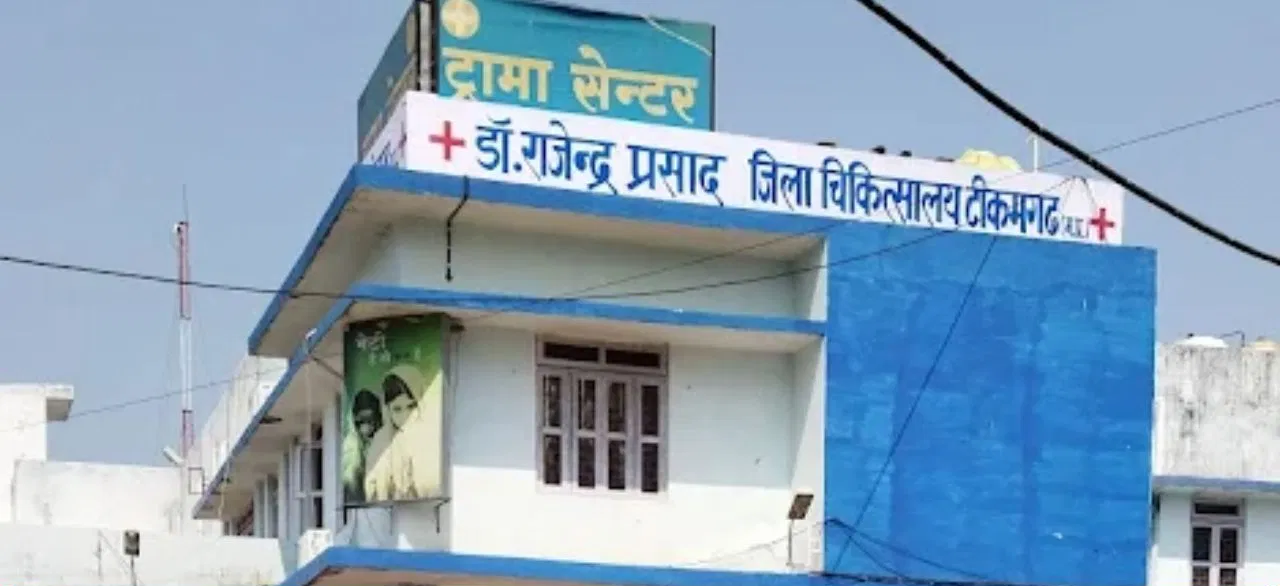 ट्रामा सेन्टर
डॉ.राजेन्द्र प्रसाद जिला चिकित्सालय टीकमगढ़ (म.प्र.)
बेटी
है तो